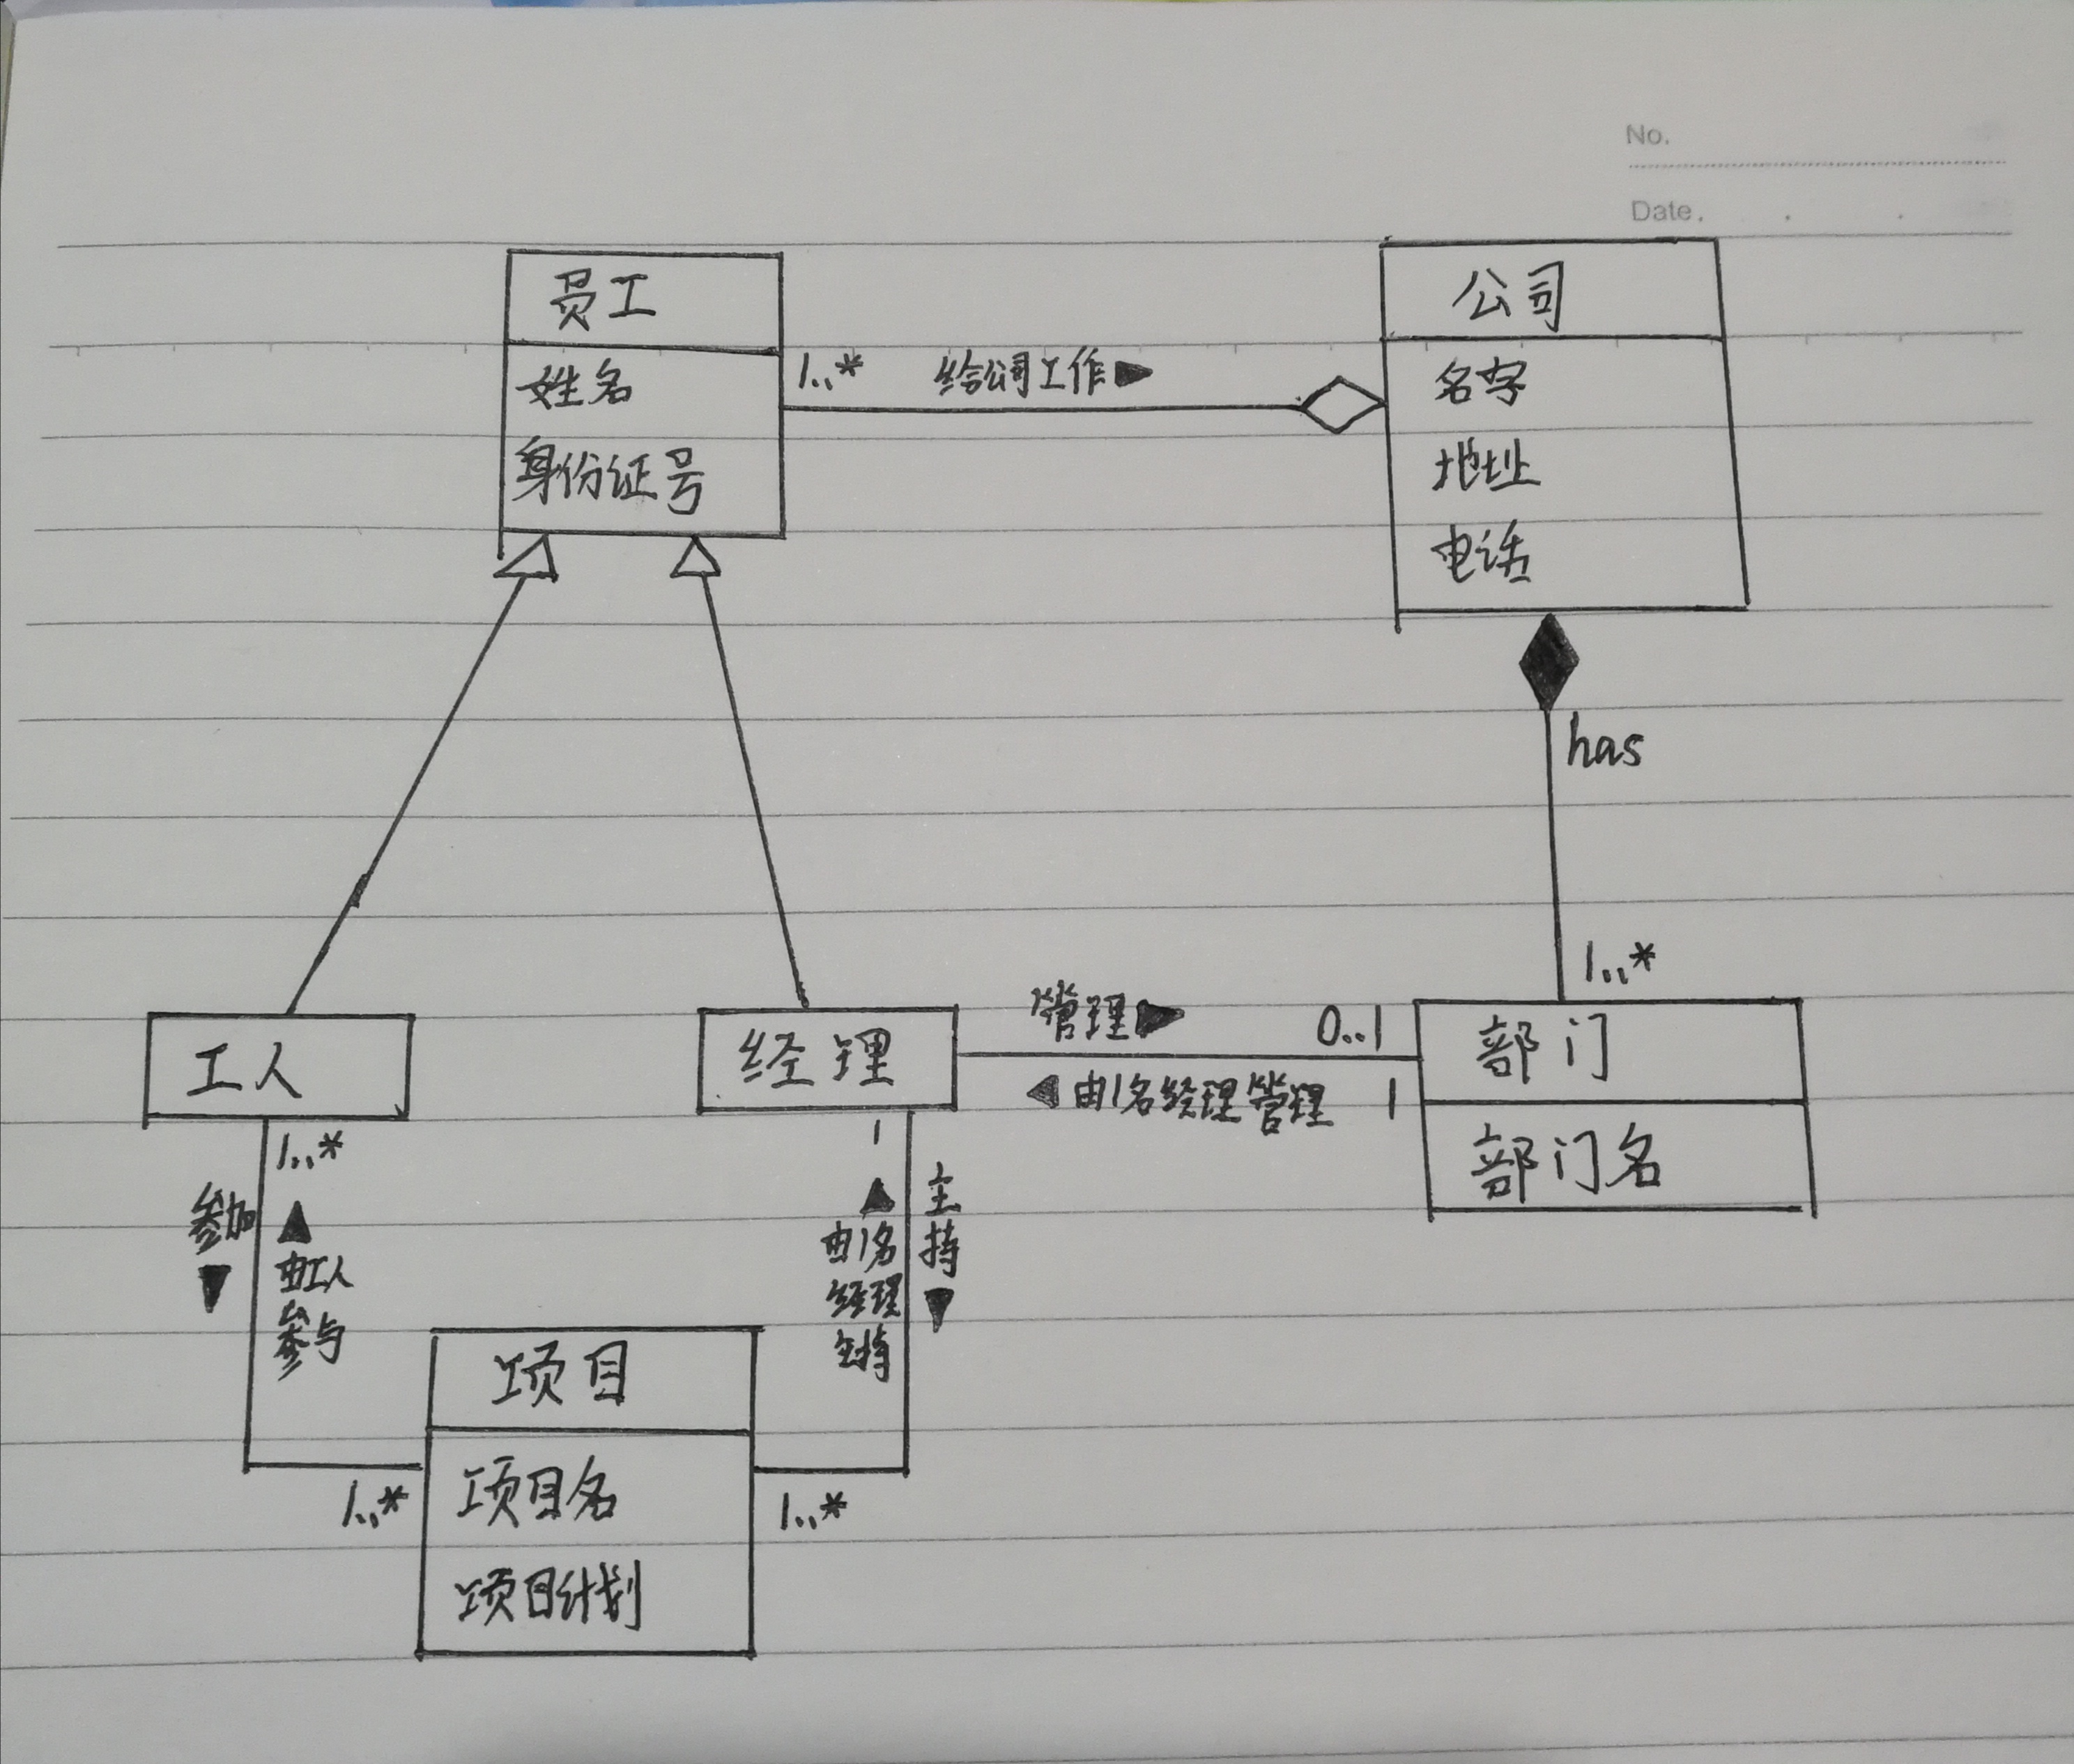 No.
Date.
员工
姓名
身份证号
1..* 给公司工作
公司
名字
地址
电话
has
1..*
工人
经理
管理 0..1
由1名经理管理 1
部门
部门名
1..*
参加
由工人
参与
1..*
1
由1名
经理
主持
主持
1..*
项目
项目名
项目计划